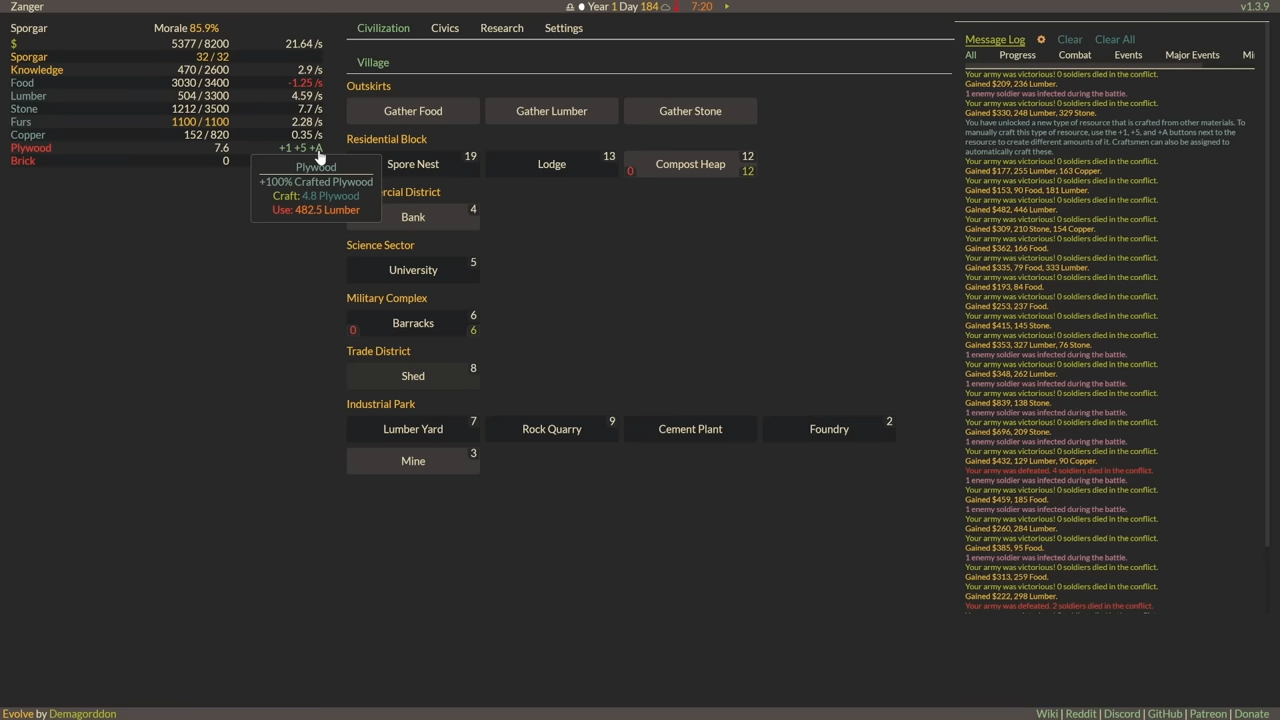 Zanger
Year 1 Day 184 7:20
v1.3.9
Sporgar Morale 85.9%
$ 5377 / 8200 21.64 /s
Sporgar 32 / 32
Knowledge 470 / 2600 2.9 /s
Food 3030 / 3400 -1.25 /s
Lumber 504 / 3300 4.59 /s
Stone 1212 / 3500 7.7 /s
Furs 1100 / 1100 2.28 /s
Copper 152 / 820 0.35 /s
Plywood 7.6 +1 +5 +A
Brick 0
Plywood
+100% Crafted Plywood
Craft: 4.8 Plywood
Use: 482.5 Lumber
Civilization Civics Research Settings
Village
Outskirts
Gather Food Gather Lumber Gather Stone
Residential Block
Spore Nest 19 Lodge 13 0 Compost Heap 12 12
ercial District
Bank 4
Science Sector
University 5
Military Complex
0 Barracks 6 6
Trade District
Shed 8
Industrial Park
Lumber Yard 7 Rock Quarry 9 Cement Plant Foundry 2
Mine 3
Message Log Clear Clear All
All Progress Combat Events Major Events Mi
Your army was victorious! 0 soldiers died in the conflict.
Gained $209, 236 Lumber.
1 enemy soldier was infected during the battle.
Your army was victorious! 0 soldiers died in the conflict.
Gained $330, 248 Lumber, 329 Stone.
You have unlocked a new type of resource that is crafted from other materials. To
manually craft this type of resource, use the +1, +5, and +A buttons next to the
resource to create different amounts of it. Craftsmen can also be assigned to
automatically craft these.
Your army was victorious! 0 soldiers died in the conflict.
Gained $177, 255 Lumber, 163 Copper.
Your army was victorious! 0 soldiers died in the conflict.
Gained $153, 90 Food, 181 Lumber.
Your army was victorious! 0 soldiers died in the conflict.
Gained $482, 446 Lumber.
Your army was victorious! 0 soldiers died in the conflict.
Gained $309, 210 Stone, 154 Copper.
Your army was victorious! 0 soldiers died in the conflict.
Gained $362, 166 Food.
Your army was victorious! 0 soldiers died in the conflict.
Gained $335, 79 Food, 333 Lumber.
Your army was victorious! 0 soldiers died in the conflict.
Gained $193, 84 Food.
Your army was victorious! 0 soldiers died in the conflict.
Gained $253, 237 Food.
Your army was victorious! 0 soldiers died in the conflict.
Gained $415, 145 Stone.
Your army was victorious! 0 soldiers died in the conflict.
Gained $353, 327 Lumber, 76 Stone.
1 enemy soldier was infected during the battle.
Your army was victorious! 0 soldiers died in the conflict.
Gained $348, 262 Lumber.
1 enemy soldier was infected during the battle.
Your army was victorious! 0 soldiers died in the conflict.
Gained $839, 138 Stone.
1 enemy soldier was infected during the battle.
Your army was victorious! 0 soldiers died in the conflict.
Gained $696, 209 Stone.
1 enemy soldier was infected during the battle.
Your army was victorious! 0 soldiers died in the conflict.
Gained $432, 129 Lumber, 90 Copper.
Your army was defeated. 4 soldiers died in the conflict.
1 enemy soldier was infected during the battle.
Your army was victorious! 0 soldiers died in the conflict.
Gained $459, 185 Food.
1 enemy soldier was infected during the battle.
Your army was victorious! 0 soldiers died in the conflict.
Gained $260, 284 Lumber.
Your army was victorious! 0 soldiers died in the conflict.
Gained $385, 95 Food.
1 enemy soldier was infected during the battle.
Your army was victorious! 0 soldiers died in the conflict.
Gained $313, 259 Food.
Your army was victorious! 0 soldiers died in the conflict.
Gained $222, 298 Lumber.
Your army was defeated. 2 soldiers died in the conflict.
Evolve by Demagorddon
Wiki | Reddit | Discord | GitHub | Patreon | Donate